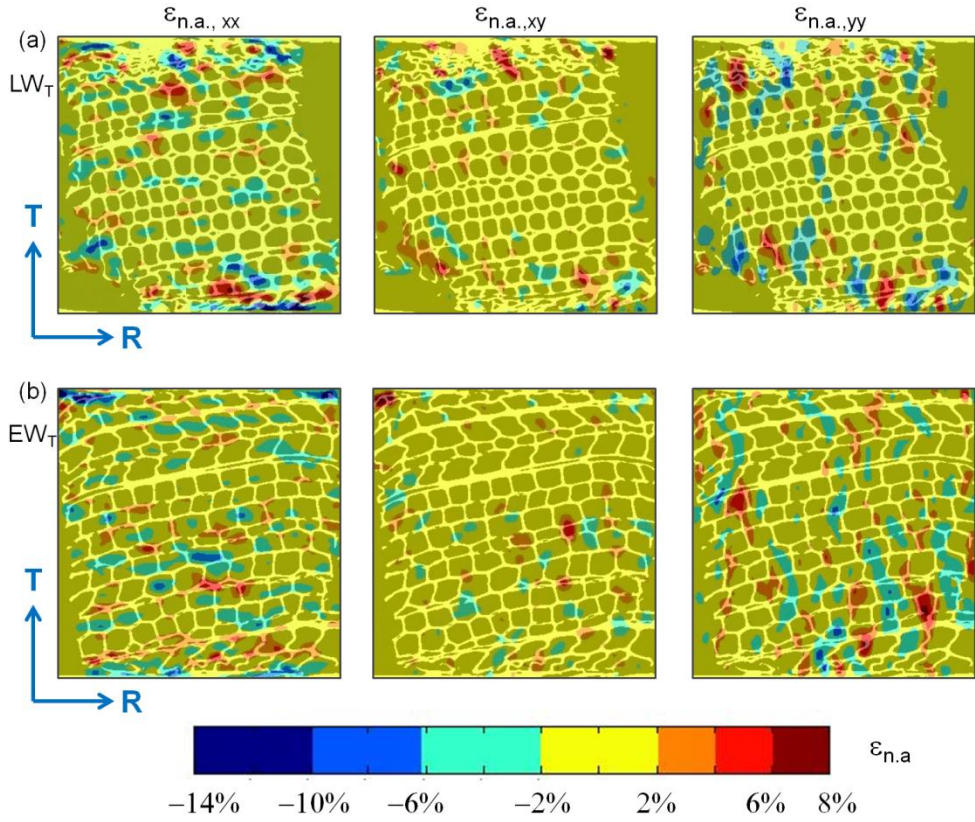 εn.a., xx εn.a.,xy εn.a.,yy
(a)
LWT
T
R
(b)
EWT
T
R
εn.a
−14% −10% −6% −2% 2% 6% 8%